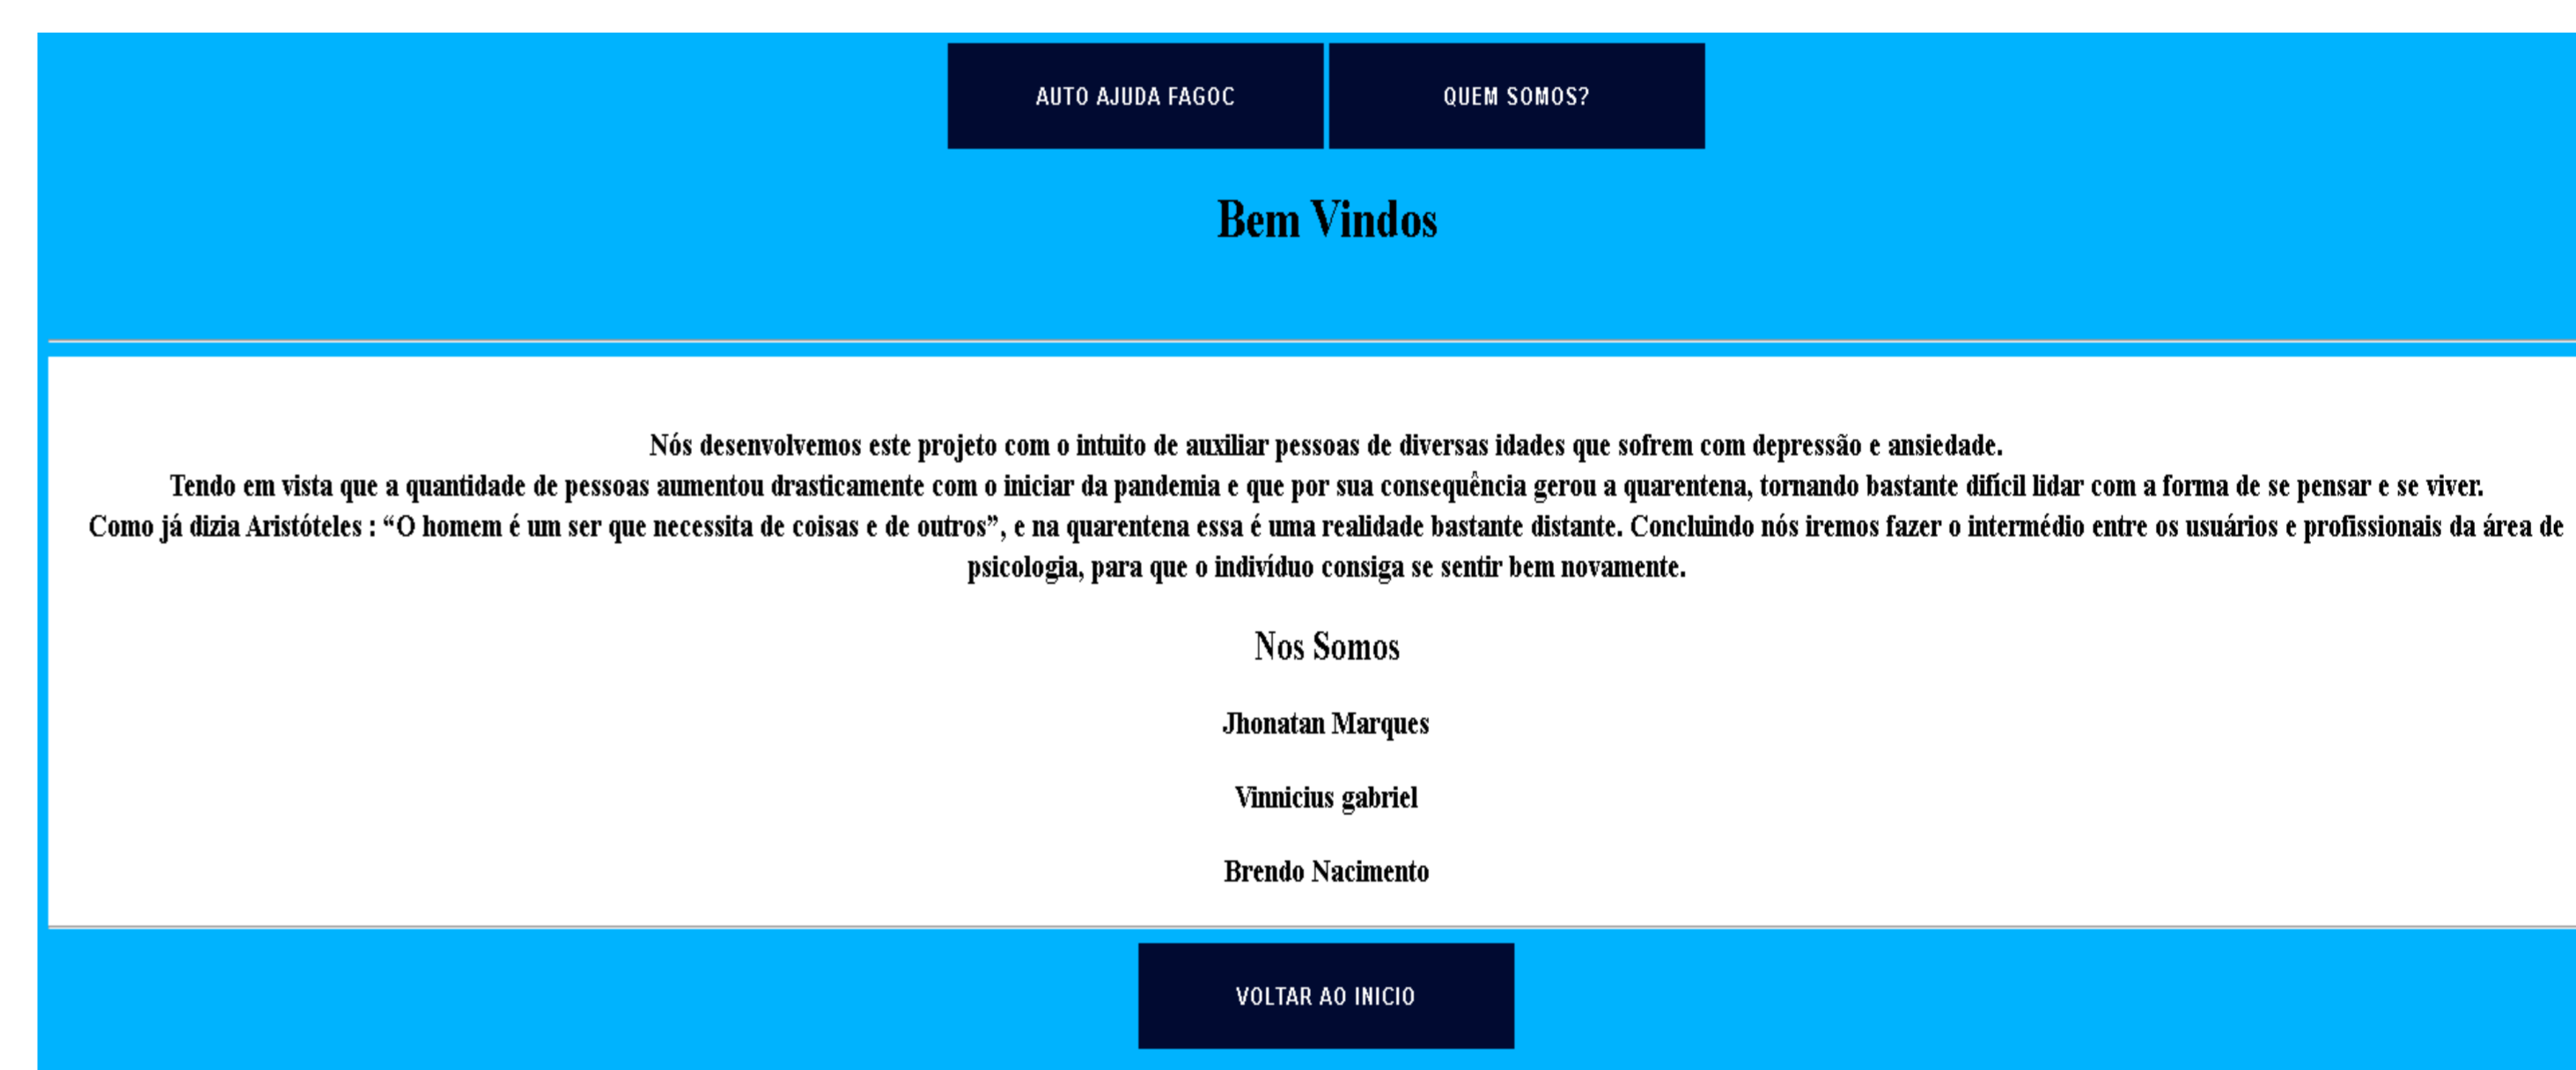 AUTO AJUDA FAGOC
QUEM SOMOS?
Bem Vindos
Nós desenvolvemos este projeto com o intuito de auxiliar pessoas de diversas idades que sofrem com depressão e ansiedade.
Tendo em vista que a quantidade de pessoas aumentou drasticamente com o iniciar da pandemia e que por sua consequência gerou a quarentena, tornando bastante difícil lidar com a forma de se pensar e se viver.
Como já dizia Aristóteles : “O homem é um ser que necessita de coisas e de outros”, e na quarentena essa é uma realidade bastante distante. Concluindo nós iremos fazer o intermédio entre os usuários e profissionais da área de
psicologia, para que o indivíduo consiga se sentir bem novamente.
Nos Somos
Jhonatan Marques
Vinnicius gabriel
Brendo Nacimento
VOLTAR AO INICIO